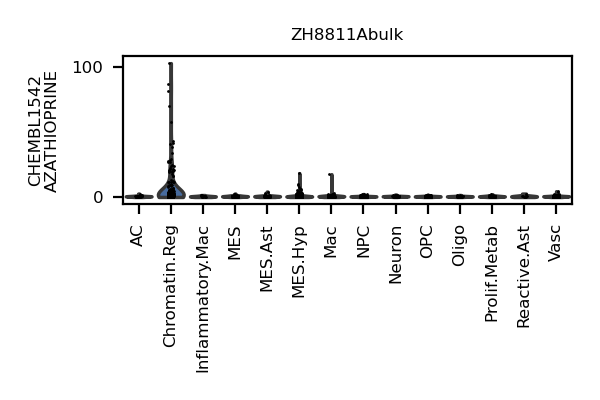 ZH8811Abulk
CHEMBL1542
AZATHIOPRINE
100
0
AC
Chromatin.Reg
Inflammatory.Mac
MES
MES.Ast
MES.Hyp
Mac
NPC
Neuron
OPC
Oligo
Prolif.Metab
Reactive.Ast
Vasc